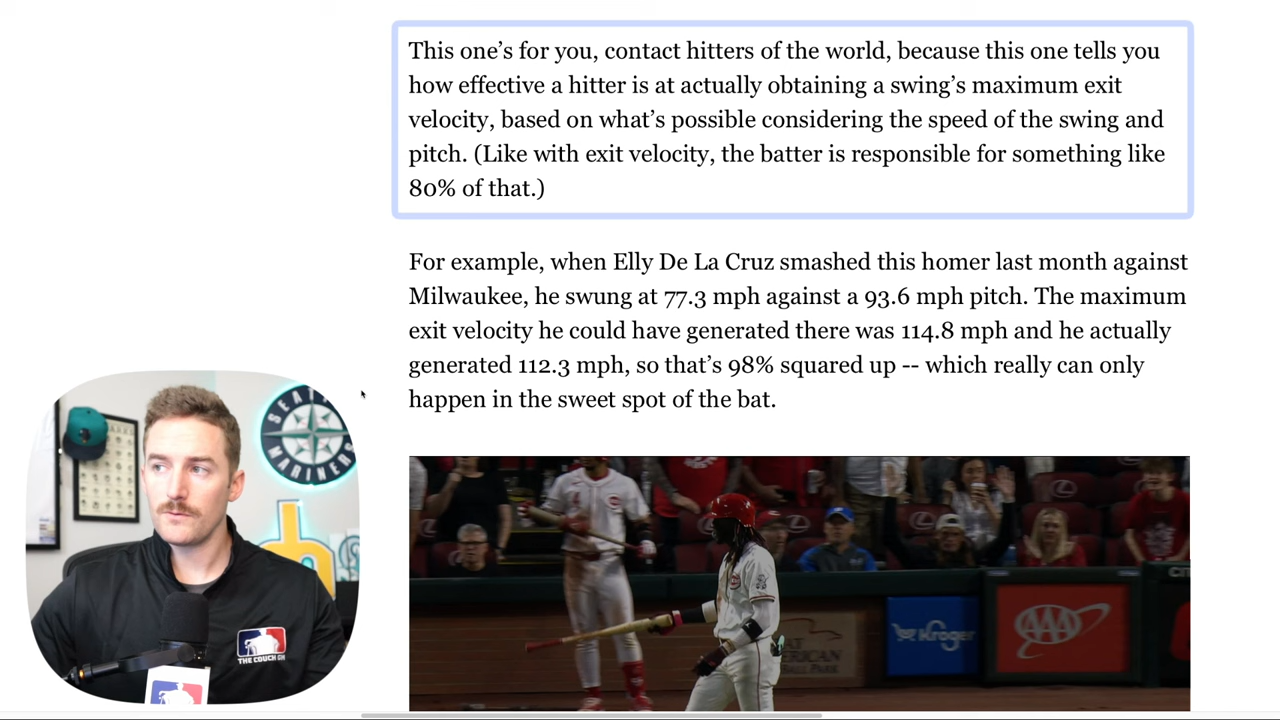 This one’s for you, contact hitters of the world, because this one tells you
how effective a hitter is at actually obtaining a swing’s maximum exit
velocity, based on what’s possible considering the speed of the swing and
pitch. (Like with exit velocity, the batter is responsible for something like
80% of that.)
For example, when Elly De La Cruz smashed this homer last month against
Milwaukee, he swung at 77.3 mph against a 93.6 mph pitch. The maximum
exit velocity he could have generated there was 114.8 mph and he actually
generated 112.3 mph, so that’s 98% squared up -- which really can only
happen in the sweet spot of the bat.
MARINERS
THE COUCH GM
Kroger
AAA